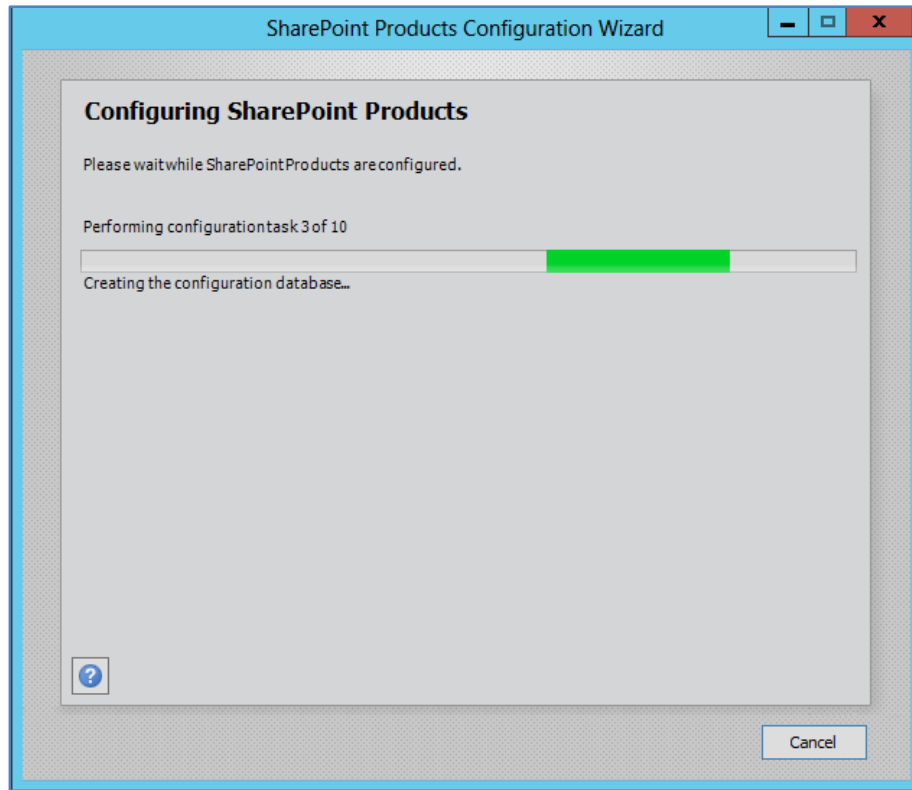 SharePoint Products Configuration Wizard
Configuring SharePoint Products
Please wait while SharePoint Products are configured.
Performing configuration task 3 of 10
Creating the configuration database...
Cancel